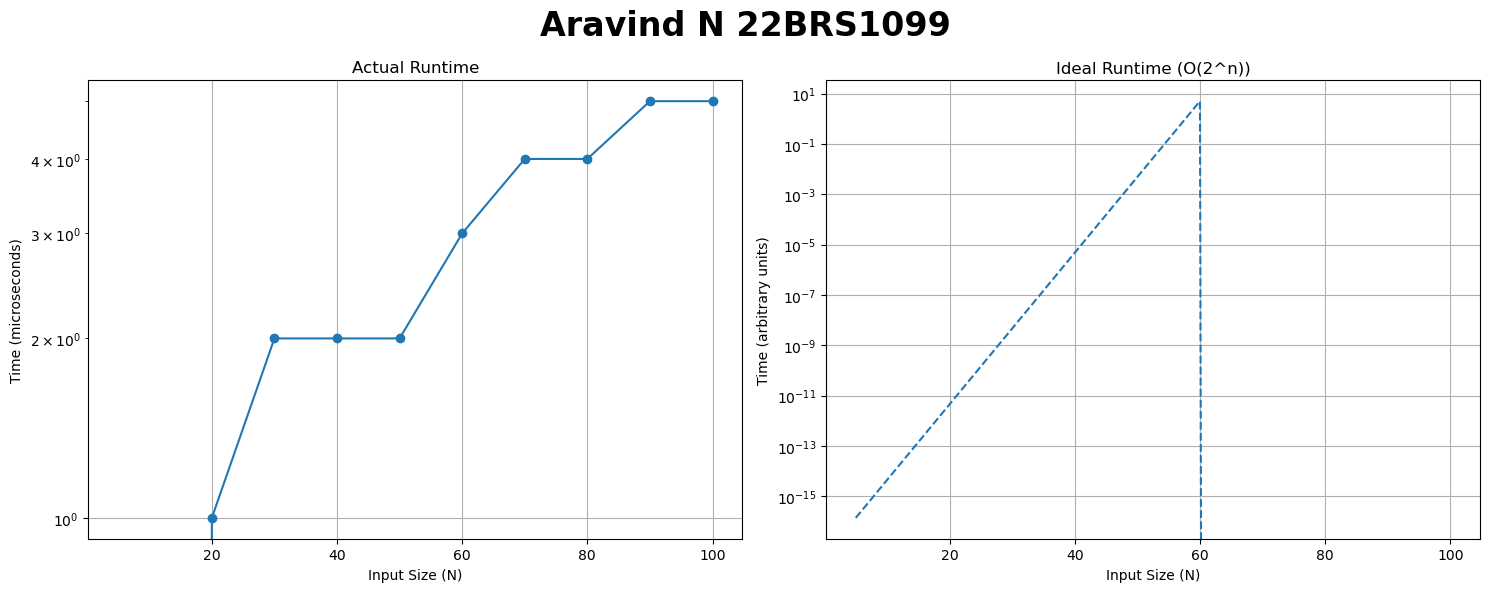 Aravind N 22BRS1099
Actual Runtime
Time (microseconds)
4 × 10⁰
3 × 10⁰
2 × 10⁰
10⁰
20 40 60 80 100
Input Size (N)
Ideal Runtime (O(2^n))
Time (arbitrary units)
10¹
10⁻¹
10⁻³
10⁻⁵
10⁻⁷
10⁻⁹
10⁻¹¹
10⁻¹³
10⁻¹⁵
20 40 60 80 100
Input Size (N)